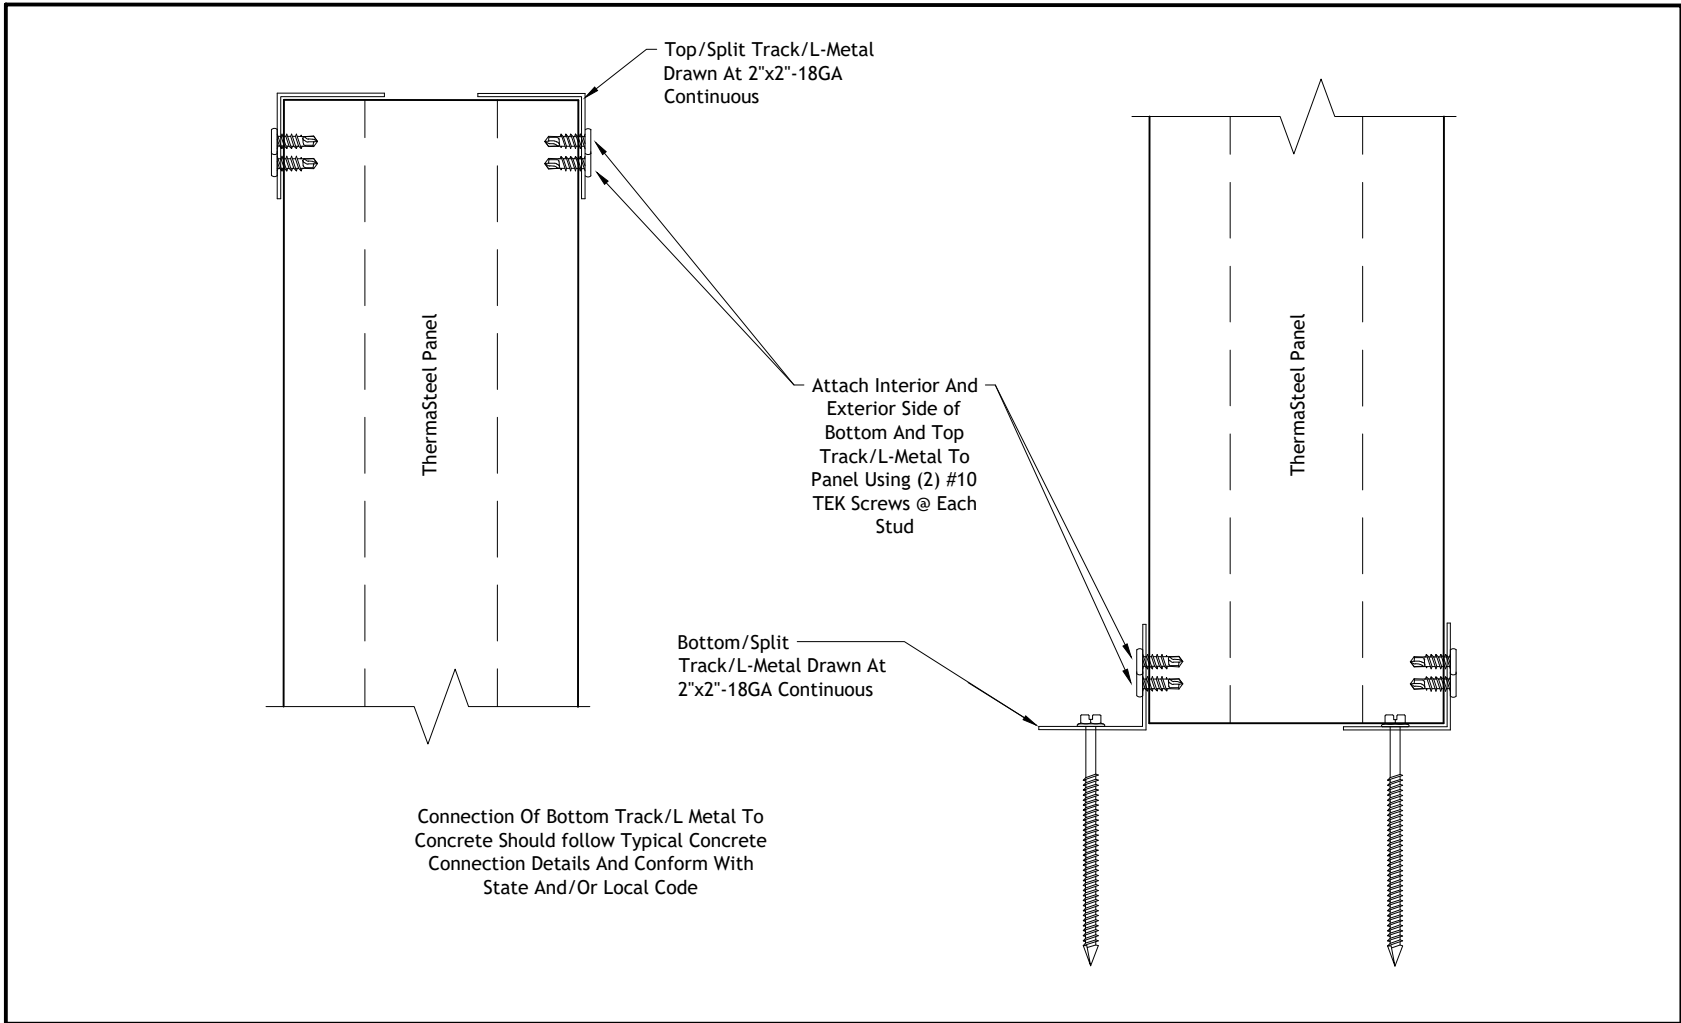 Top/Split Track/L-Metal
Drawn At 2"x2"-18GA
Continuous
ThermaSteel Panel
ThermaSteel Panel
Attach Interior And
Exterior Side of
Bottom And Top
Track/L-Metal To
Panel Using (2) #10
TEK Screws @ Each
Stud
Bottom/Split
Track/L-Metal Drawn At
2"x2"-18GA Continuous
Connection Of Bottom Track/L Metal To
Concrete Should follow Typical Concrete
Connection Details And Conform With
State And/Or Local Code